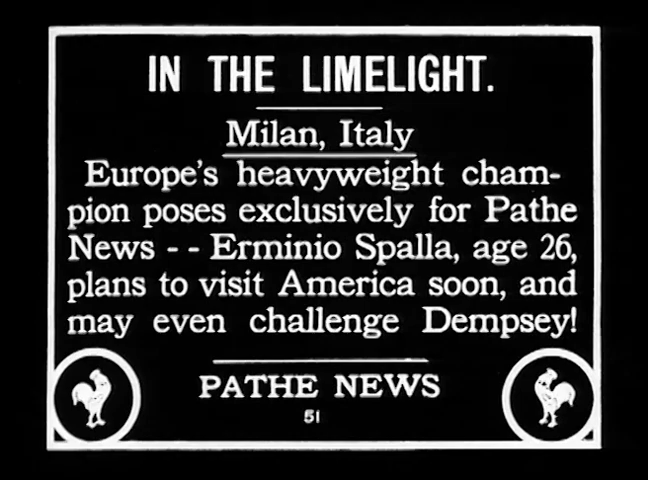 IN THE LIMELIGHT.
Milan, Italy
Europe's heavyweight cham-
pion poses exclusively for Pathe
News - - Erminio Spalla, age 26,
plans to visit America soon, and
may even challenge Dempsey!
PATHE NEWS
51